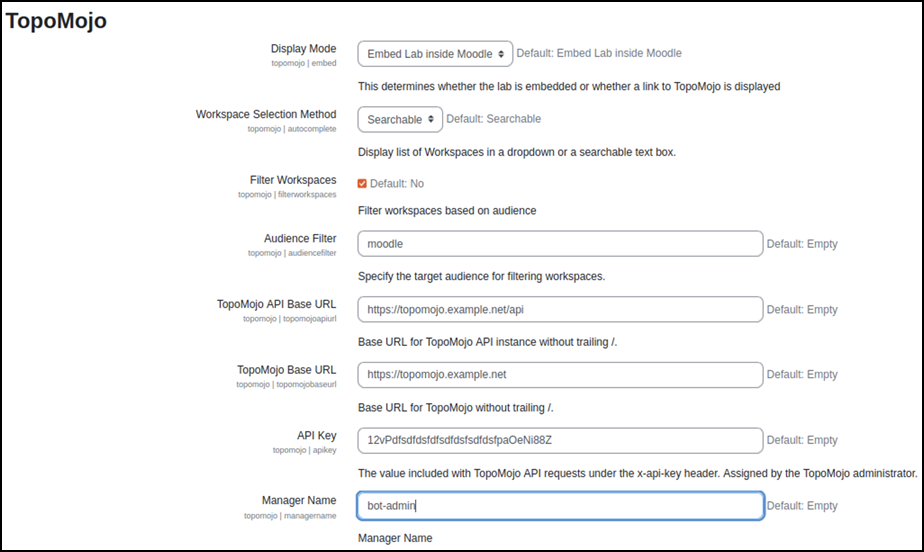 TopoMojo
Display Mode
topomojo | embed
Embed Lab inside Moodle
Default: Embed Lab inside Moodle
This determines whether the lab is embedded or whether a link to TopoMojo is displayed
Workspace Selection Method
topomojo | autocomplete
Searchable
Default: Searchable
Display list of Workspaces in a dropdown or a searchable text box.
Filter Workspaces
topomojo | filterworkspaces
Default: No
Filter workspaces based on audience
Audience Filter
topomojo | audiencefilter
moodle
Default: Empty
Specify the target audience for filtering workspaces.
TopoMojo API Base URL
topomojo | topomojoapiurl
https://topomojo.example.net/api
Default: Empty
Base URL for TopoMojo API instance without trailing /.
TopoMojo Base URL
topomojo | topomojobaseurl
https://topomojo.example.net
Default: Empty
Base URL for TopoMojo without trailing /.
API Key
topomojo | apikey
12vPdfsdfdsfdfsdfdsfsdfdsfpaOeNi88Z
Default: Empty
The value included with TopoMojo API requests under the x-api-key header. Assigned by the TopoMojo administrator.
Manager Name
topomojo | managername
bot-admin
Default: Empty
Manager Name